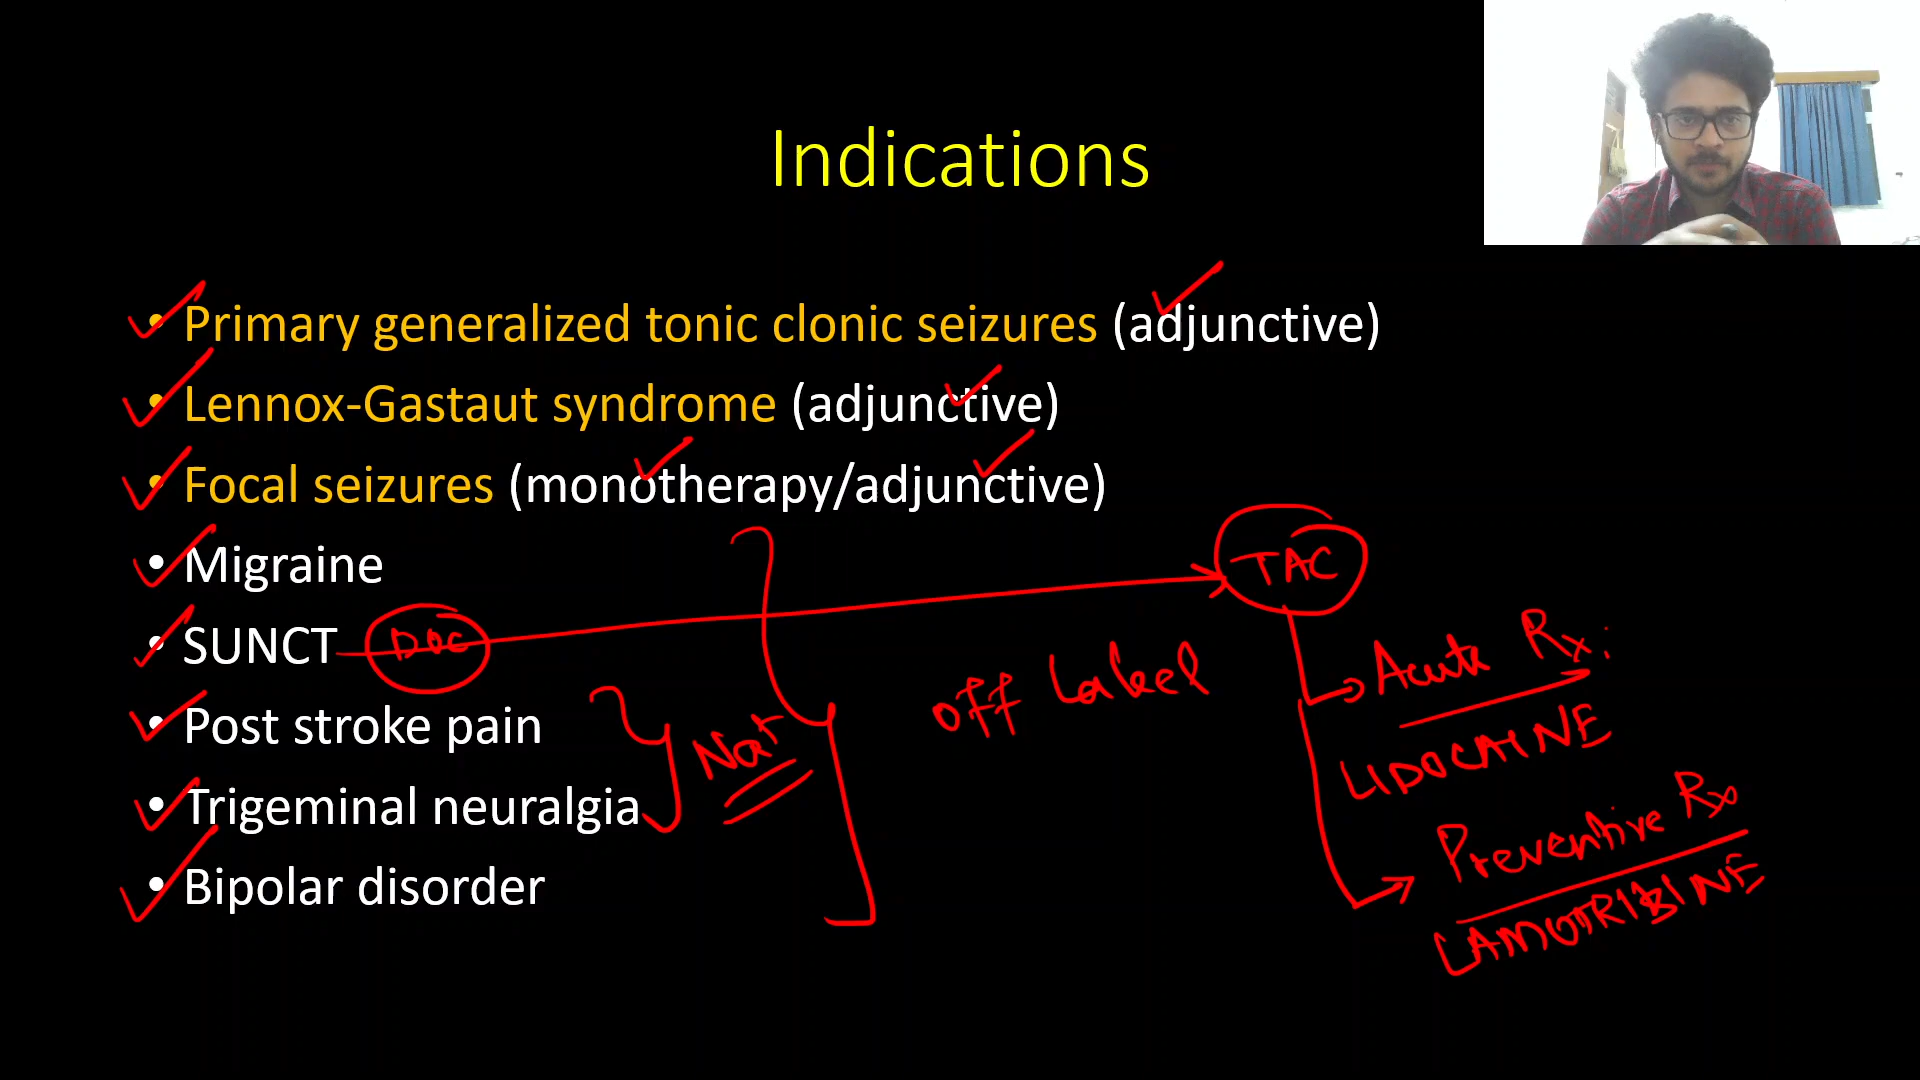 Indications
• Primary generalized tonic clonic seizures (adjunctive)
• Lennox-Gastaut syndrome (adjunctive)
• Focal seizures (monotherapy/adjunctive)
• Migraine
• SUNCT
DOC
TAC
• Post stroke pain
• Trigeminal neuralgia
• Bipolar disorder
Na+
off Label
Acute Rx:
LIDOCAINE
Preventive Rx
LAMOTRIGINE